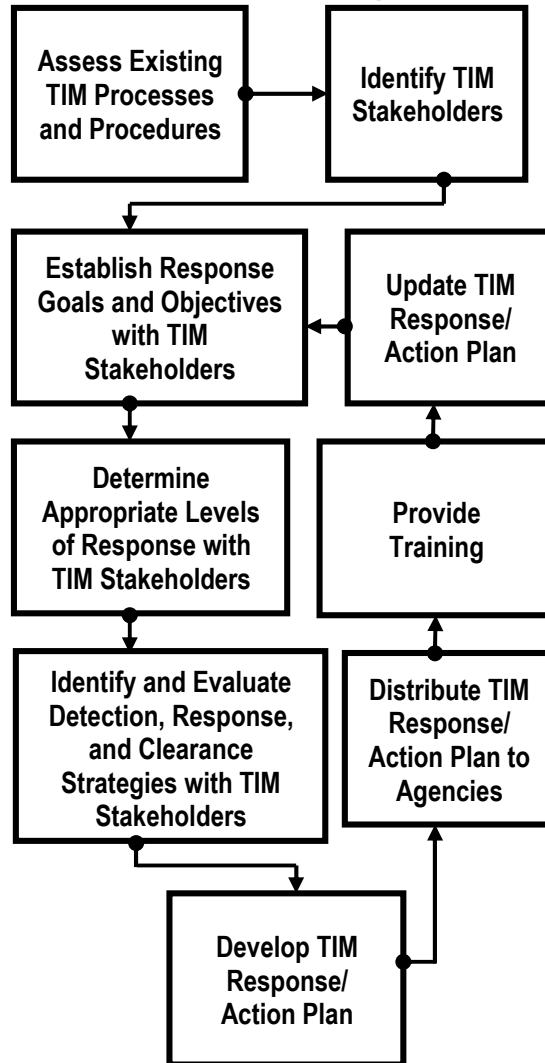 Assess Existing
TIM Processes
and Procedures
Identify TIM
Stakeholders
Establish Response
Goals and Objectives
with TIM
Stakeholders
Update TIM
Response/
Action Plan
Determine
Appropriate Levels
of Response with
TIM Stakeholders
Provide
Training
Identify and Evaluate
Detection, Response,
and Clearance
Strategies with TIM
Stakeholders
Distribute TIM
Response/
Action Plan to
Agencies
Develop TIM
Response/
Action Plan